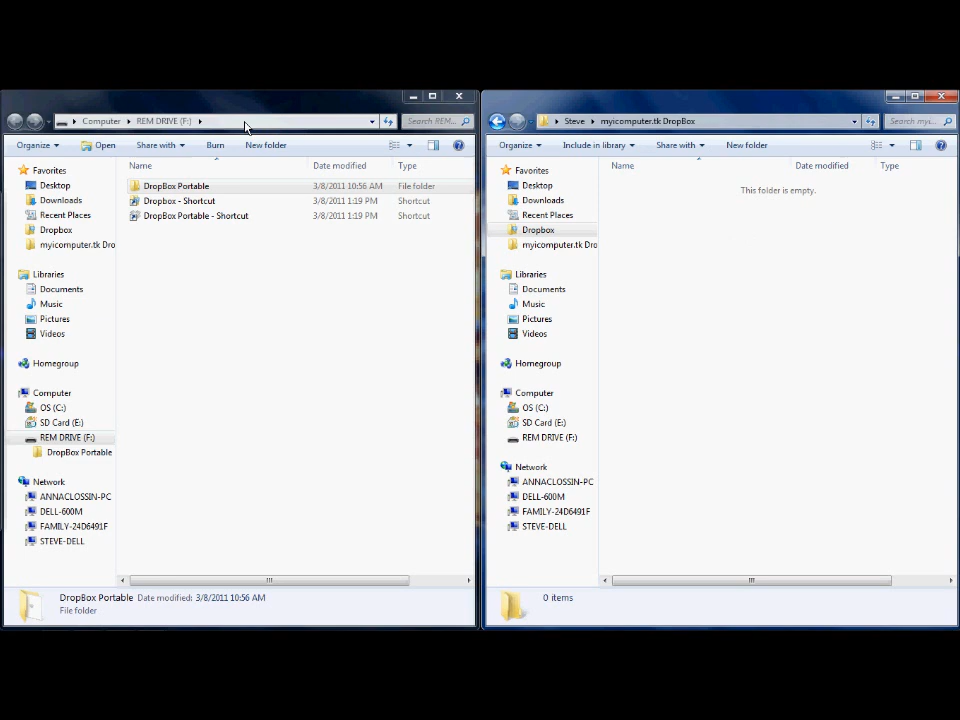 Computer REM DRIVE (F:) Search REM...
Organize Open Share with Burn New folder
Name Date modified Type
Favorites
Desktop
Downloads
Recent Places
Dropbox
myicomputer.tk Dro
Libraries
Documents
Music
Pictures
Videos
Homegroup
Computer
OS (C:)
SD Card (E:)
REM DRIVE (F:)
DropBox Portable
Network
ANNACLOSSIN-PC
DELL-600M
FAMILY-24D6491F
STEVE-DELL
DropBox Portable 3/8/2011 10:56 AM File folder
Dropbox - Shortcut 3/8/2011 1:19 PM Shortcut
DropBox Portable - Shortcut 3/8/2011 1:19 PM Shortcut
DropBox Portable Date modified: 3/8/2011 10:56 AM
File folder
Steve myicomputer.tk DropBox Search myi...
Organize Include in library Share with New folder
Name Date modified Type
Favorites
Desktop
Downloads
Recent Places
Dropbox
myicomputer.tk Dro
Libraries
Documents
Music
Pictures
Videos
Homegroup
Computer
OS (C:)
SD Card (E:)
REM DRIVE (F:)
Network
ANNACLOSSIN-PC
DELL-600M
FAMILY-24D6491F
STEVE-DELL
This folder is empty.
0 items